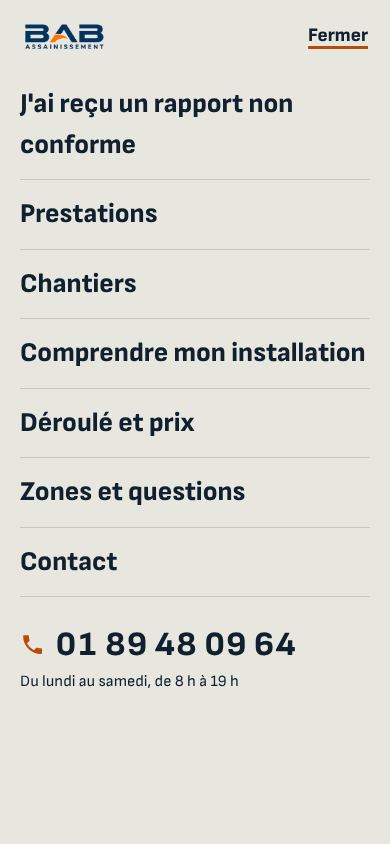 BAB
ASSAINISSEMENT
Fermer
J'ai reçu un rapport non
conforme
Prestations
Chantiers
Comprendre mon installation
Déroulé et prix
Zones et questions
Contact
01 89 48 09 64
Du lundi au samedi, de 8 h à 19 h